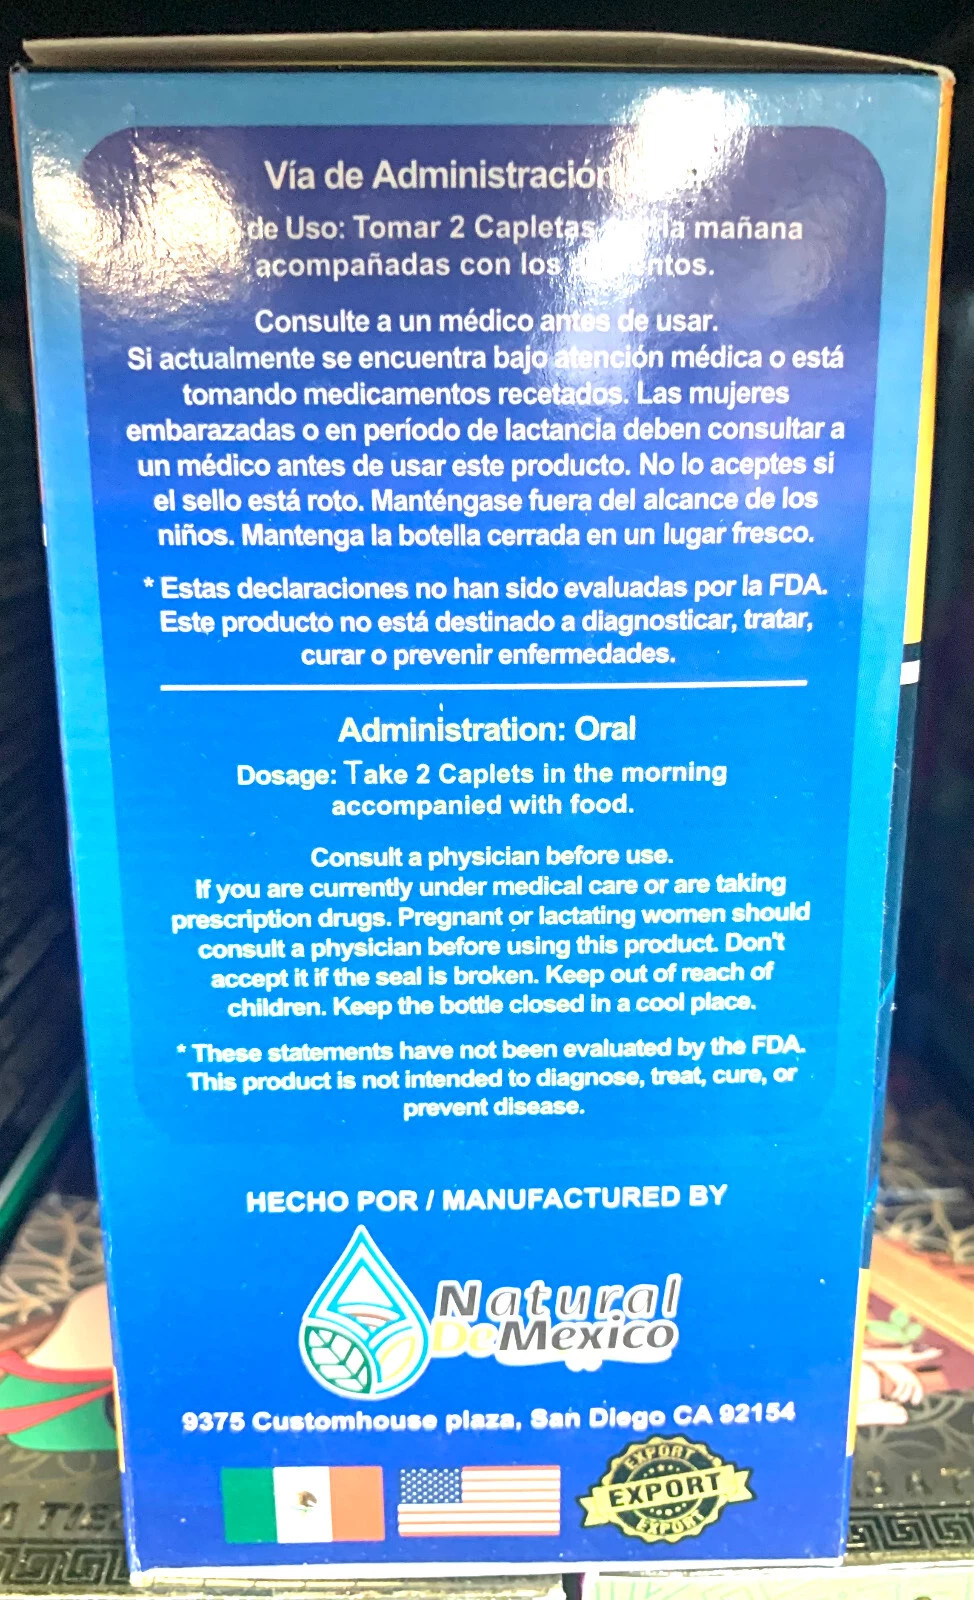 Vía de Administración
de Uso: Tomar 2 Capletas la mañana
acompañadas con los
Consulte a un médico antes de usar.
Si actualmente se encuentra bajo atención médica o está
tomando medicamentos recetados. Las mujeres
embarazadas o en período de lactancia deben consultar a
un médico antes de usar este producto. No lo aceptes si
el sello está roto. Manténgase fuera del alcance de los
niños. Mantenga la botella cerrada en un lugar fresco.
* Estas declaraciones no han sido evaluadas por la FDA.
Este producto no está destinado a diagnosticar, tratar,
curar o prevenir enfermedades.
Administration: Oral
Dosage: Take 2 Caplets in the morning
accompanied with food.
Consult a physician before use.
If you are currently under medical care or are taking
prescription drugs. Pregnant or lactating women should
consult a physician before using this product. Don't
accept it if the seal is broken. Keep out of reach of
children. Keep the bottle closed in a cool place.
* These statements have not been evaluated by the FDA.
This product is not intended to diagnose, treat, cure, or
prevent disease.
HECHO POR / MANUFACTURED BY
Natural
De Mexico
9375 Customhouse plaza, San Diego CA 92154
EXPORT
EXPORT
EXPORT